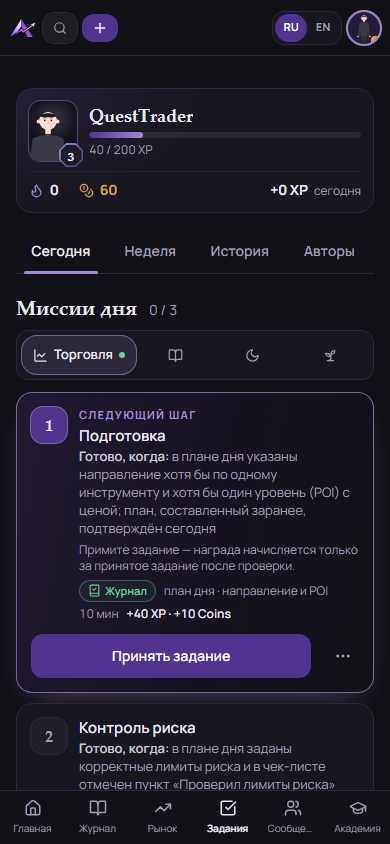 RU EN
QuestTrader
40 / 200 XP
3
0 60 +0 XP сегодня
Сегодня Неделя История Авторы
Миссии дня 0 / 3
Торговля
1 СЛЕДУЮЩИЙ ШАГ
Подготовка
Готово, когда: в плане дня указаны
направление хотя бы по одному
инструменту и хотя бы один уровень (POI) с
ценой; план, составленный заранее,
подтверждён сегодня
Примите задание — награда начисляется только
за принятое задание после проверки.
Журнал план дня · направление и POI
10 мин +40 XP · +10 Coins
Принять задание
2 Контроль риска
Готово, когда: в плане дня заданы
корректные лимиты риска и в чек-листе
отмечен пункт «Проверил лимиты риска»
Главная Журнал Рынок Задания Сообще... Академия